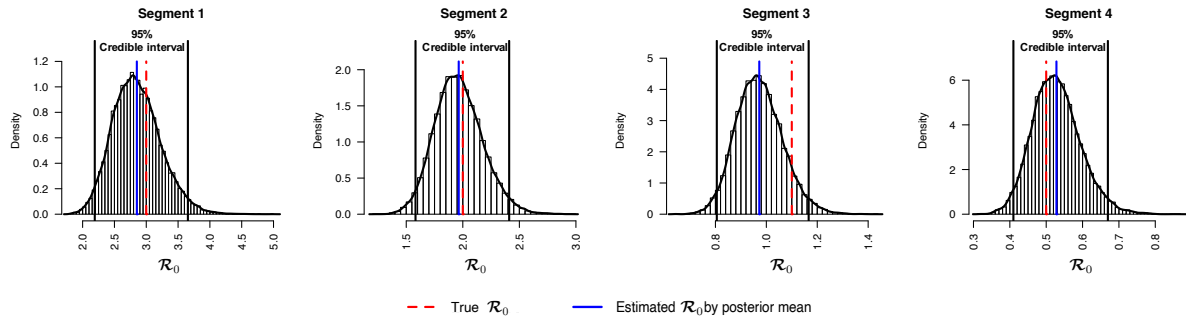 Segment 1
95%
Credible interval
Density
0.0 0.2 0.4 0.6 0.8 1.0 1.2
2.0 2.5 3.0 3.5 4.0 4.5 5.0
𝓡₀
Segment 2
95%
Credible interval
Density
0.0 0.5 1.0 1.5 2.0
1.5 2.0 2.5 3.0
𝓡₀
Segment 3
95%
Credible interval
Density
0 1 2 3 4 5
0.8 1.0 1.2 1.4
𝓡₀
Segment 4
95%
Credible interval
Density
0 2 4 6
0.3 0.4 0.5 0.6 0.7 0.8
𝓡₀
True 𝓡₀ Estimated 𝓡₀ by posterior mean